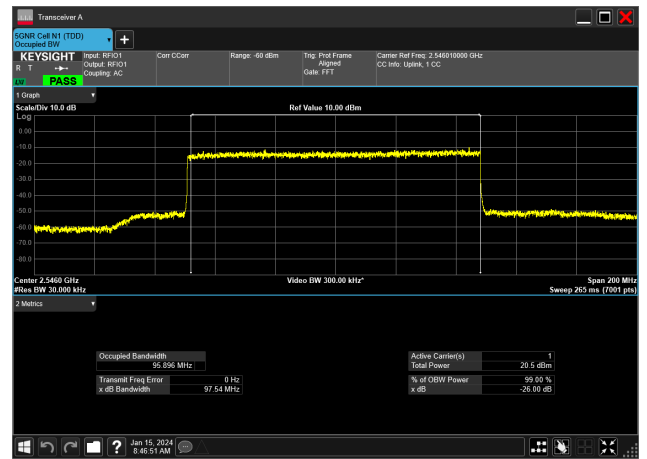 Transceiver A
5GNR Cell N1 (TDD)
Occupied BW
+
KEYSIGHT
R T
LXI
PASS
Input: RFIO1
Output: RFIO1
Coupling: AC
Corr CCorr
Range: -60 dBm
Trig: Prot Frame
Aligned
Gate: FFT
Carrier Ref Freq: 2.546010000 GHz
CC Info: Uplink, 1 CC
1 Graph
Scale/Div 10.0 dB
Ref Value 10.00 dBm
Log
0.00
-10.0
-20.0
-30.0
-40.0
-50.0
-60.0
-70.0
-80.0
Center 2.5460 GHz
Video BW 300.00 kHz*
Span 200 MHz
#Res BW 30.000 kHz
Sweep 265 ms (7001 pts)
2 Metrics
Occupied Bandwidth
95.896 MHz
Transmit Freq Error 0 Hz
x dB Bandwidth 97.54 MHz
Active Carrier(s) 1
Total Power 20.5 dBm
% of OBW Power 99.00 %
x dB -26.00 dB
?
Jan 15, 2024
8:46:51 AM